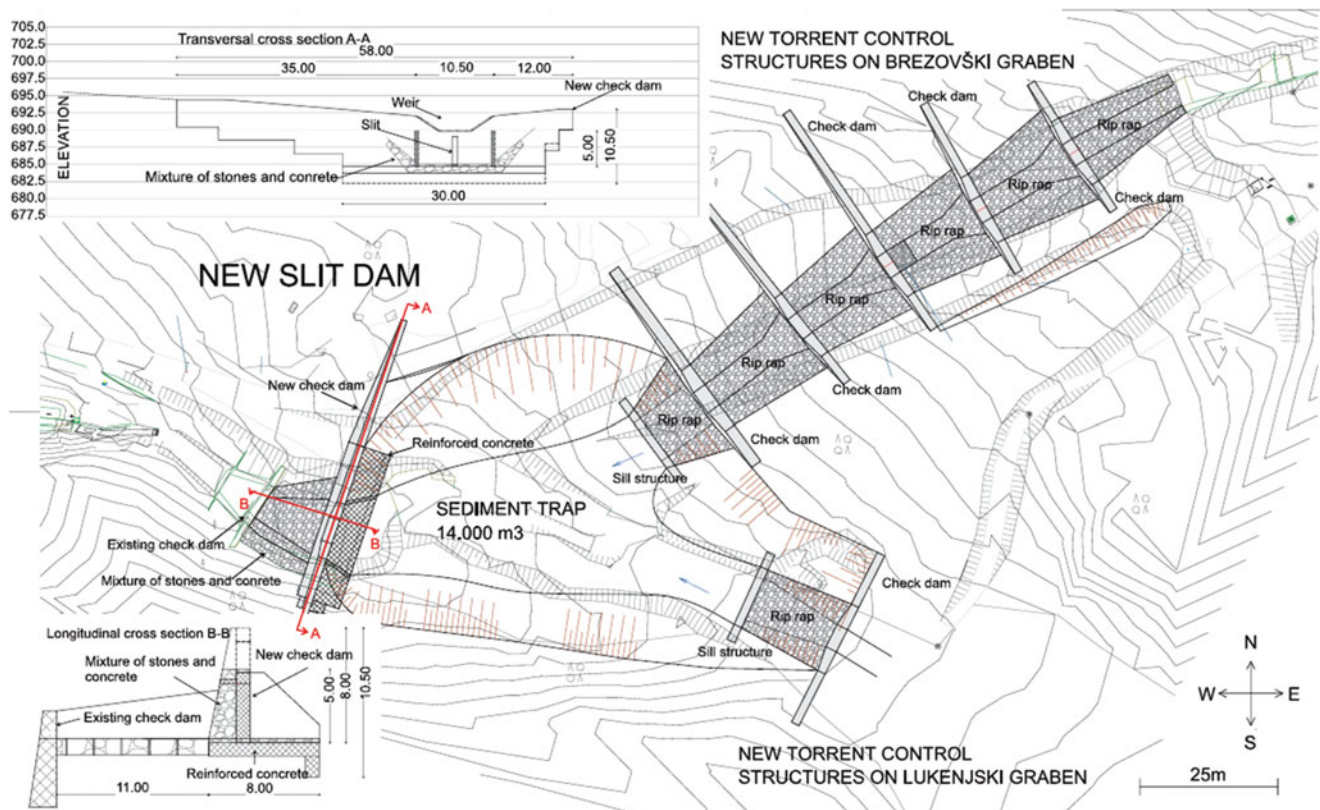 705.0
702.5
700.0
697.5
695.0
692.5
690.0
687.5
685.0
682.5
680.0
677.5
ELEVATION
Transversal cross section A-A
58.00
35.00
10.50
12.00
New check dam
Weir
Slit
5.00
10.50
Mixture of stones and conrete
30.00
NEW TORRENT CONTROL
STRUCTURES ON BREZOVŠKI GRABEN
Check dam
Check dam
Rip rap
Rip rap
Check dam
Rip rap
Check dam
Rip rap
Rip rap
Check dam
Rip rap
Check dam
Sill structure
NEW SLIT DAM
A
New check dam
Reinforced concrete
B
B
SEDIMENT TRAP
14.000 m3
Existing check dam
Mixture of stones and conrete
A
Check dam
Rip rap
Sill structure
Longitudinal cross section B-B
Mixture of stones and
concrete
New check dam
Existing check dam
5.00
8.00
10.50
Reinforced concrete
11.00
8.00
NEW TORRENT CONTROL
STRUCTURES ON LUKENJSKI GRABEN
N
W
E
S
25m